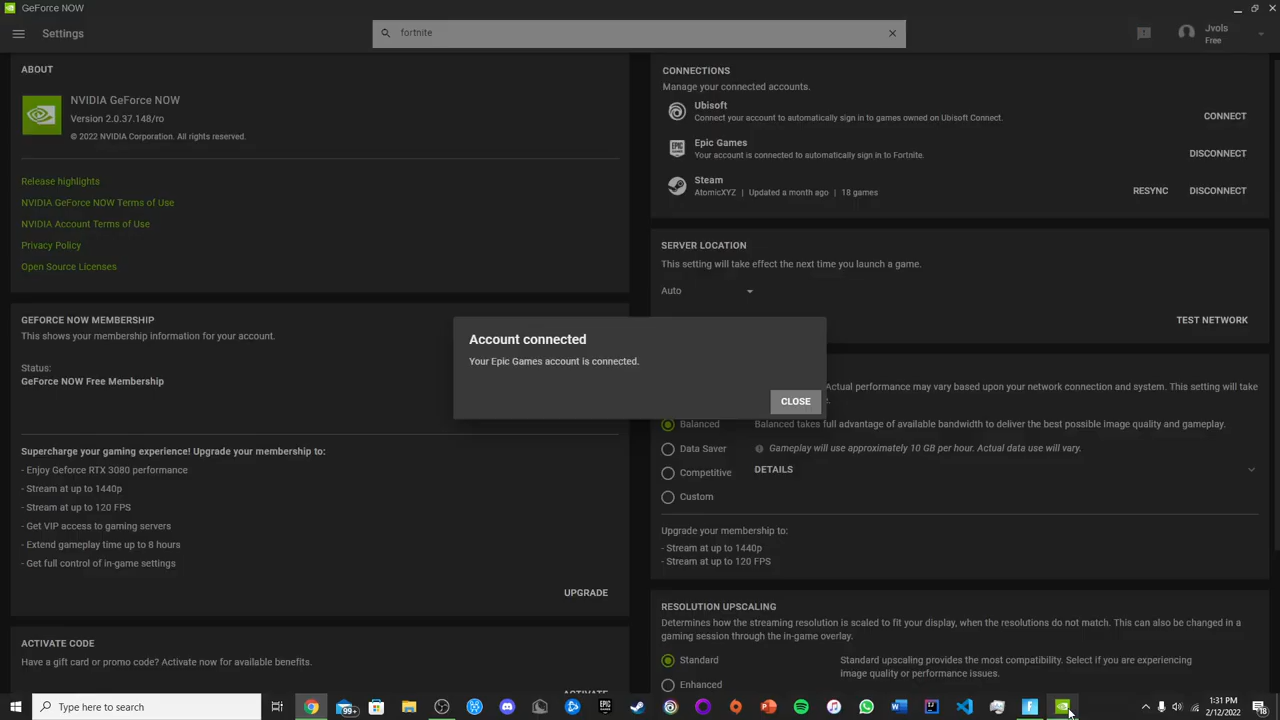 GeForce NOW
Settings
fortnite
Jvols
Free
ABOUT
NVIDIA GeForce NOW
Version 2.0.37.148/ro
© 2022 NVIDIA Corporation. All rights reserved.
Release highlights
NVIDIA GeForce NOW Terms of Use
NVIDIA Account Terms of Use
Privacy Policy
Open Source Licenses
GEFORCE NOW MEMBERSHIP
This shows your membership information for your account.
Status:
GeForce NOW Free Membership
Supercharge your gaming experience! Upgrade your membership to:
- Enjoy Geforce RTX 3080 performance
- Stream at up to 1440p
- Stream at up to 120 FPS
- Get VIP access to gaming servers
- Extend gameplay time up to 8 hours
- Get full control of in-game settings
UPGRADE
ACTIVATE CODE
Have a gift card or promo code? Activate now for available benefits.
ACTIVATE
CONNECTIONS
Manage your connected accounts.
Ubisoft
Connect your account to automatically sign in to games owned on Ubisoft Connect.
CONNECT
EPIC GAMES
Epic Games
Your account is connected to automatically sign in to Fortnite.
DISCONNECT
Steam
AtomicXYZ | Updated a month ago | 18 games
RESYNC DISCONNECT
SERVER LOCATION
This setting will take effect the next time you launch a game.
Auto
TEST NETWORK
Account connected
Your Epic Games account is connected.
CLOSE
Actual performance may vary based upon your network connection and system. This setting will take
Balanced
Balanced takes full advantage of available bandwidth to deliver the best possible image quality and gameplay.
Data Saver
Gameplay will use approximately 10 GB per hour. Actual data use will vary.
Competitive
DETAILS
Custom
Upgrade your membership to:
- Stream at up to 1440p
- Stream at up to 120 FPS
RESOLUTION UPSCALING
Determines how the streaming resolution is scaled to fit your display, when the resolutions do not match. This can also be changed in a
gaming session through the in-game overlay.
Standard
Standard upscaling provides the most compatibility. Select if you are experiencing
image quality or performance issues.
Enhanced
Type here to search
99+
EPIC
1:31 PM
2/12/2022
18